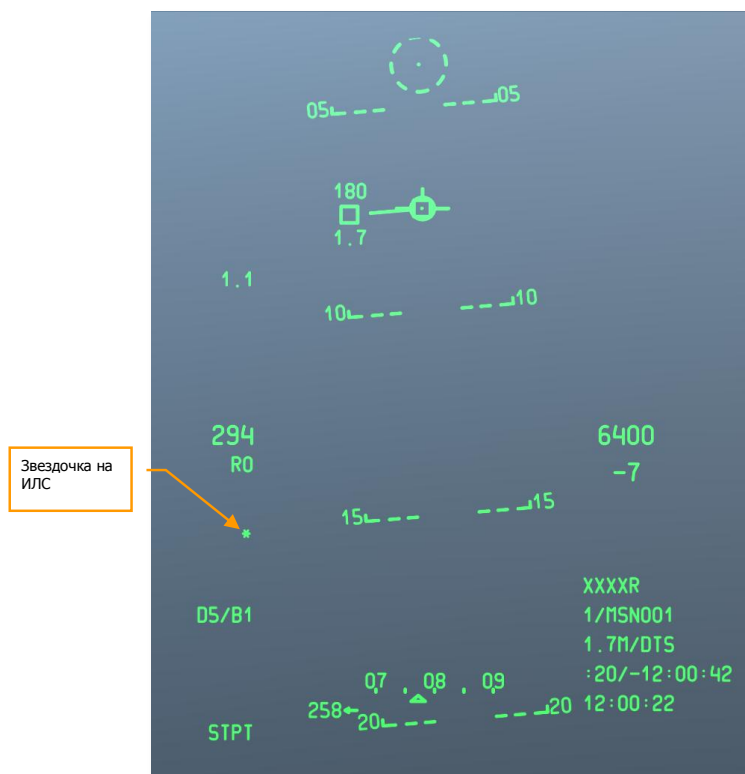 05 05
180
1.7
1.1
10 10
294
R0
6400
-7
Звездочка на
ИЛС
15 15
*
XXXXR
D5/B1
1/MSN001
1.7M/DTS
:20/-12:00:42
07 . 08 . 09
258
20 20
12:00:22
STPT